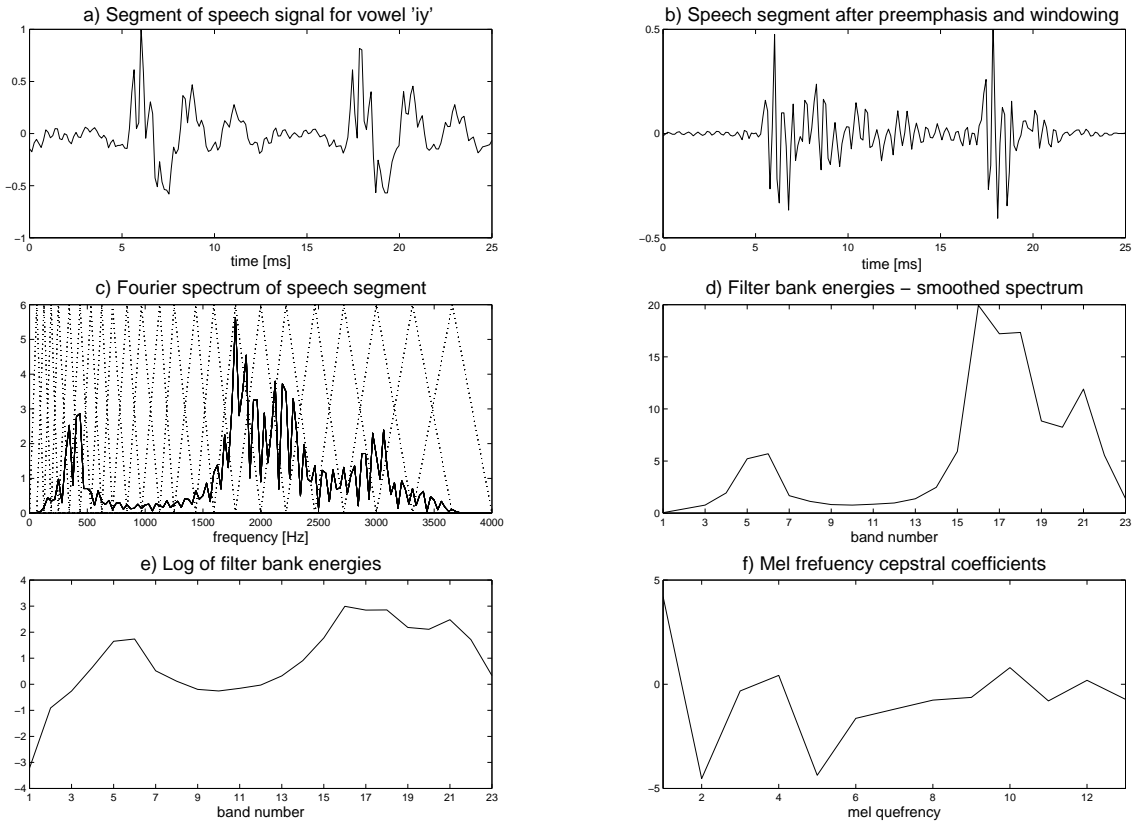 a) Segment of speech signal for vowel 'iy'
1
0.5
0
−0.5
−1
0 5 10 15 20 25
time [ms]
b) Speech segment after preemphasis and windowing
0.5
0
−0.5
0 5 10 15 20 25
time [ms]
c) Fourier spectrum of speech segment
6
5
4
3
2
1
0
0 500 1000 1500 2000 2500 3000 3500 4000
frequency [Hz]
d) Filter bank energies − smoothed spectrum
20
15
10
5
0
1 3 5 7 9 11 13 15 17 19 21 23
band number
e) Log of filter bank energies
4
3
2
1
0
−1
−2
−3
−4
1 3 5 7 9 11 13 15 17 19 21 23
band number
f) Mel frefuency cepstral coefficients
5
0
−5
2 4 6 8 10 12
mel quefrency